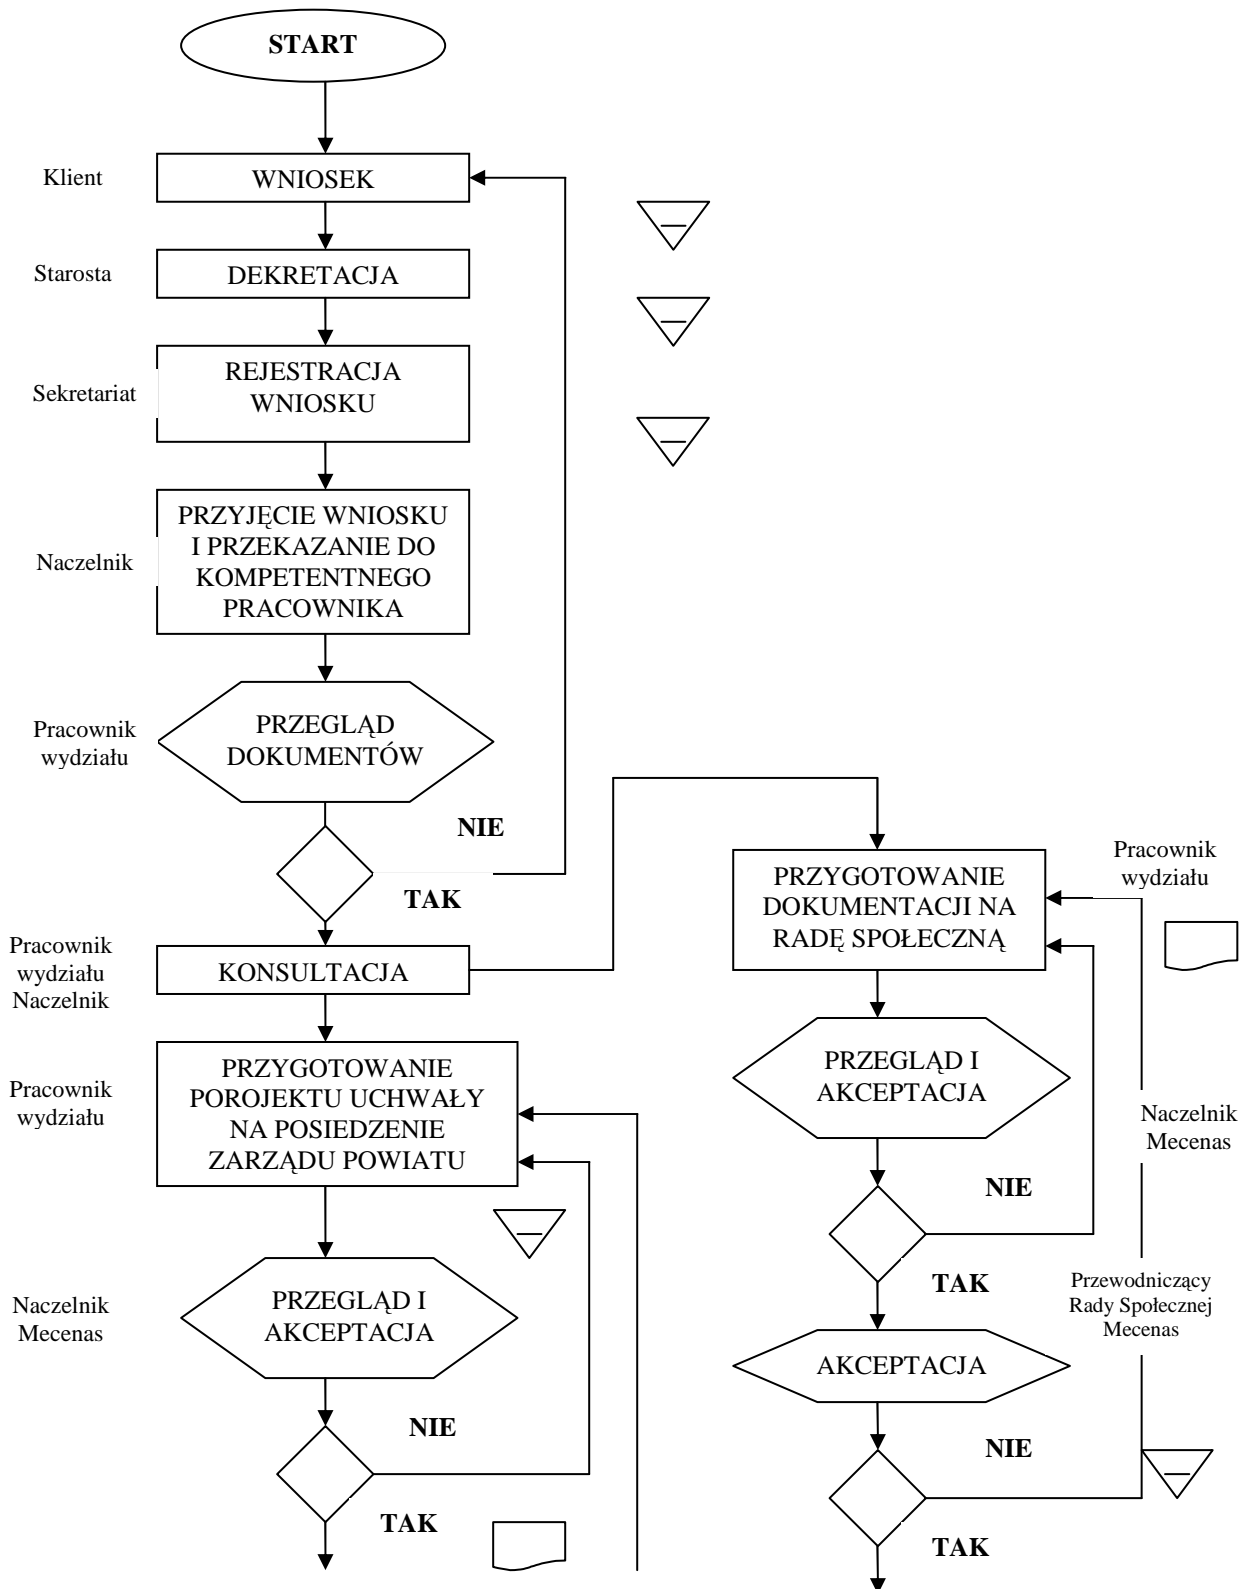 START
Klient
WNIOSEK
Starosta
DEKRETACJA
Sekretariat
REJESTRACJA
WNIOSKU
Naczelnik
PRZYJĘCIE WNIOSKU
I PRZEKAZANIE DO
KOMPETENTNEGO
PRACOWNIKA
Pracownik
wydziału
PRZEGLĄD
DOKUMENTÓW
NIE
TAK
Pracownik
wydziału
Naczelnik
KONSULTACJA
Pracownik
wydziału
PRZYGOTOWANIE
POROJEKTU UCHWAŁY
NA POSIEDZENIE
ZARZĄDU POWIATU
Naczelnik
Mecenas
PRZEGLĄD I
AKCEPTACJA
NIE
TAK
PRZYGOTOWANIE
DOKUMENTACJI NA
RADĘ SPOŁECZNĄ
Pracownik
wydziału
PRZEGLĄD I
AKCEPTACJA
Naczelnik
Mecenas
NIE
TAK
Przewodniczący
Rady Społecznej
Mecenas
AKCEPTACJA
NIE
TAK